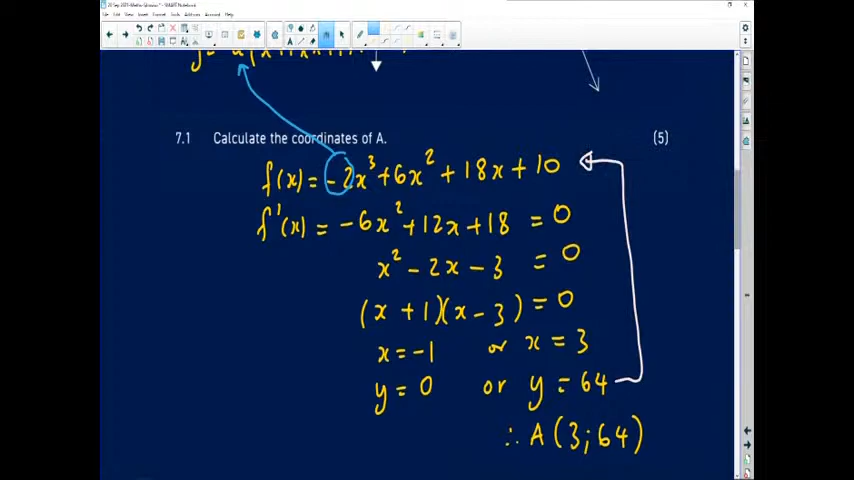 7.1 Calculate the coordinates of A. (5)
f(x) = -2x³ + 6x² + 18x + 10
f'(x) = -6x² + 12x + 18 = 0
x² - 2x - 3 = 0
(x + 1)(x - 3) = 0
x = -1 or x = 3
y = 0 or y = 64
∴ A(3;64)